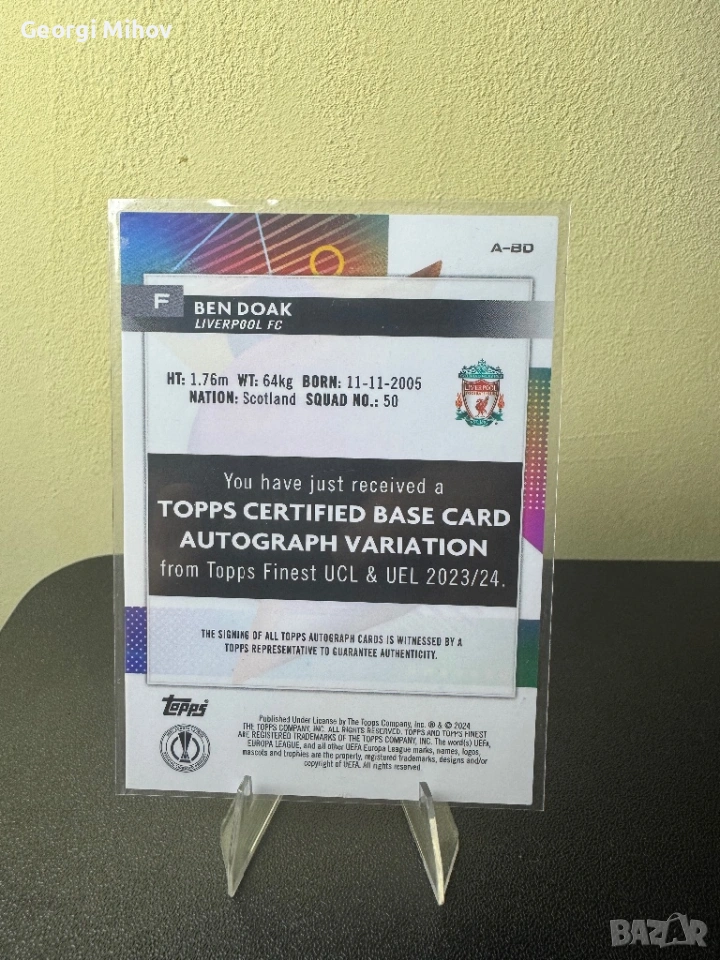 Georgi Mihov
A-BD
F
BEN DOAK
LIVERPOOL FC
HT: 1.76m WT: 64kg BORN: 11-11-2005
NATION: Scotland SQUAD NO.: 50
You have just received a
TOPPS CERTIFIED BASE CARD
AUTOGRAPH VARIATION
from Topps Finest UCL & UEL 2023/24.
THE SIGNING OF ALL TOPPS AUTOGRAPH CARDS IS WITNESSED BY A
TOPPS REPRESENTATIVE TO GUARANTEE AUTHENTICITY.
Topps
Published Under License by The Topps Company, Inc. ® & © 2024
THE TOPPS COMPANY, INC. ALL RIGHTS RESERVED. TOPPS AND TOPPS FINEST
ARE REGISTERED TRADEMARKS OF THE TOPPS COMPANY, INC. The word(s) UEFA,
EUROPA LEAGUE, and all other UEFA Europa League marks, names, logos,
mascots and trophies are the property, registered trademarks, designs and/or
copyright of UEFA. All rights reserved
BAZAR